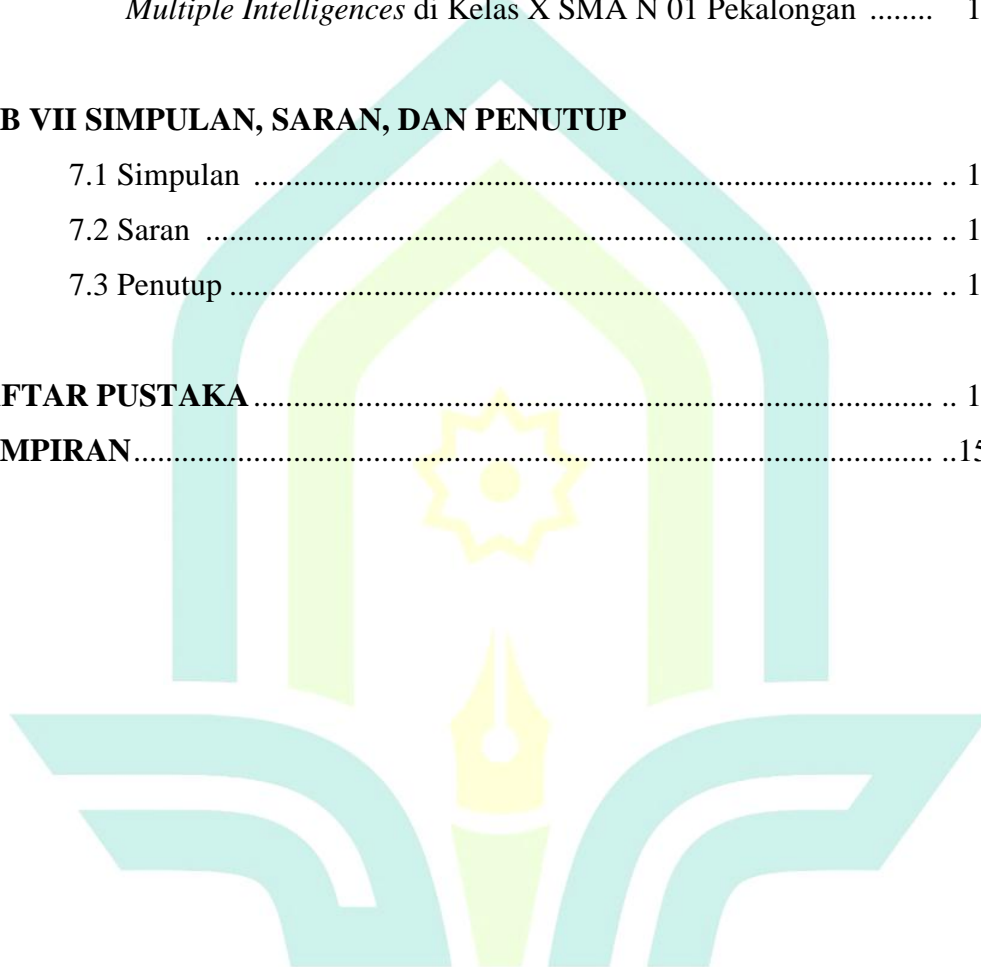 Multiple Intelligences di Kelas X SMA N 01 Pekalongan ........ 1
B VII SIMPULAN, SARAN, DAN PENUTUP
7.1 Simpulan .................................................................................... .. 1
7.2 Saran .......................................................................................... .. 1
7.3 Penutup ....................................................................................... .. 1
FTAR PUSTAKA .................................................................................... .. 1
MPIRAN.................................................................................................... ..15